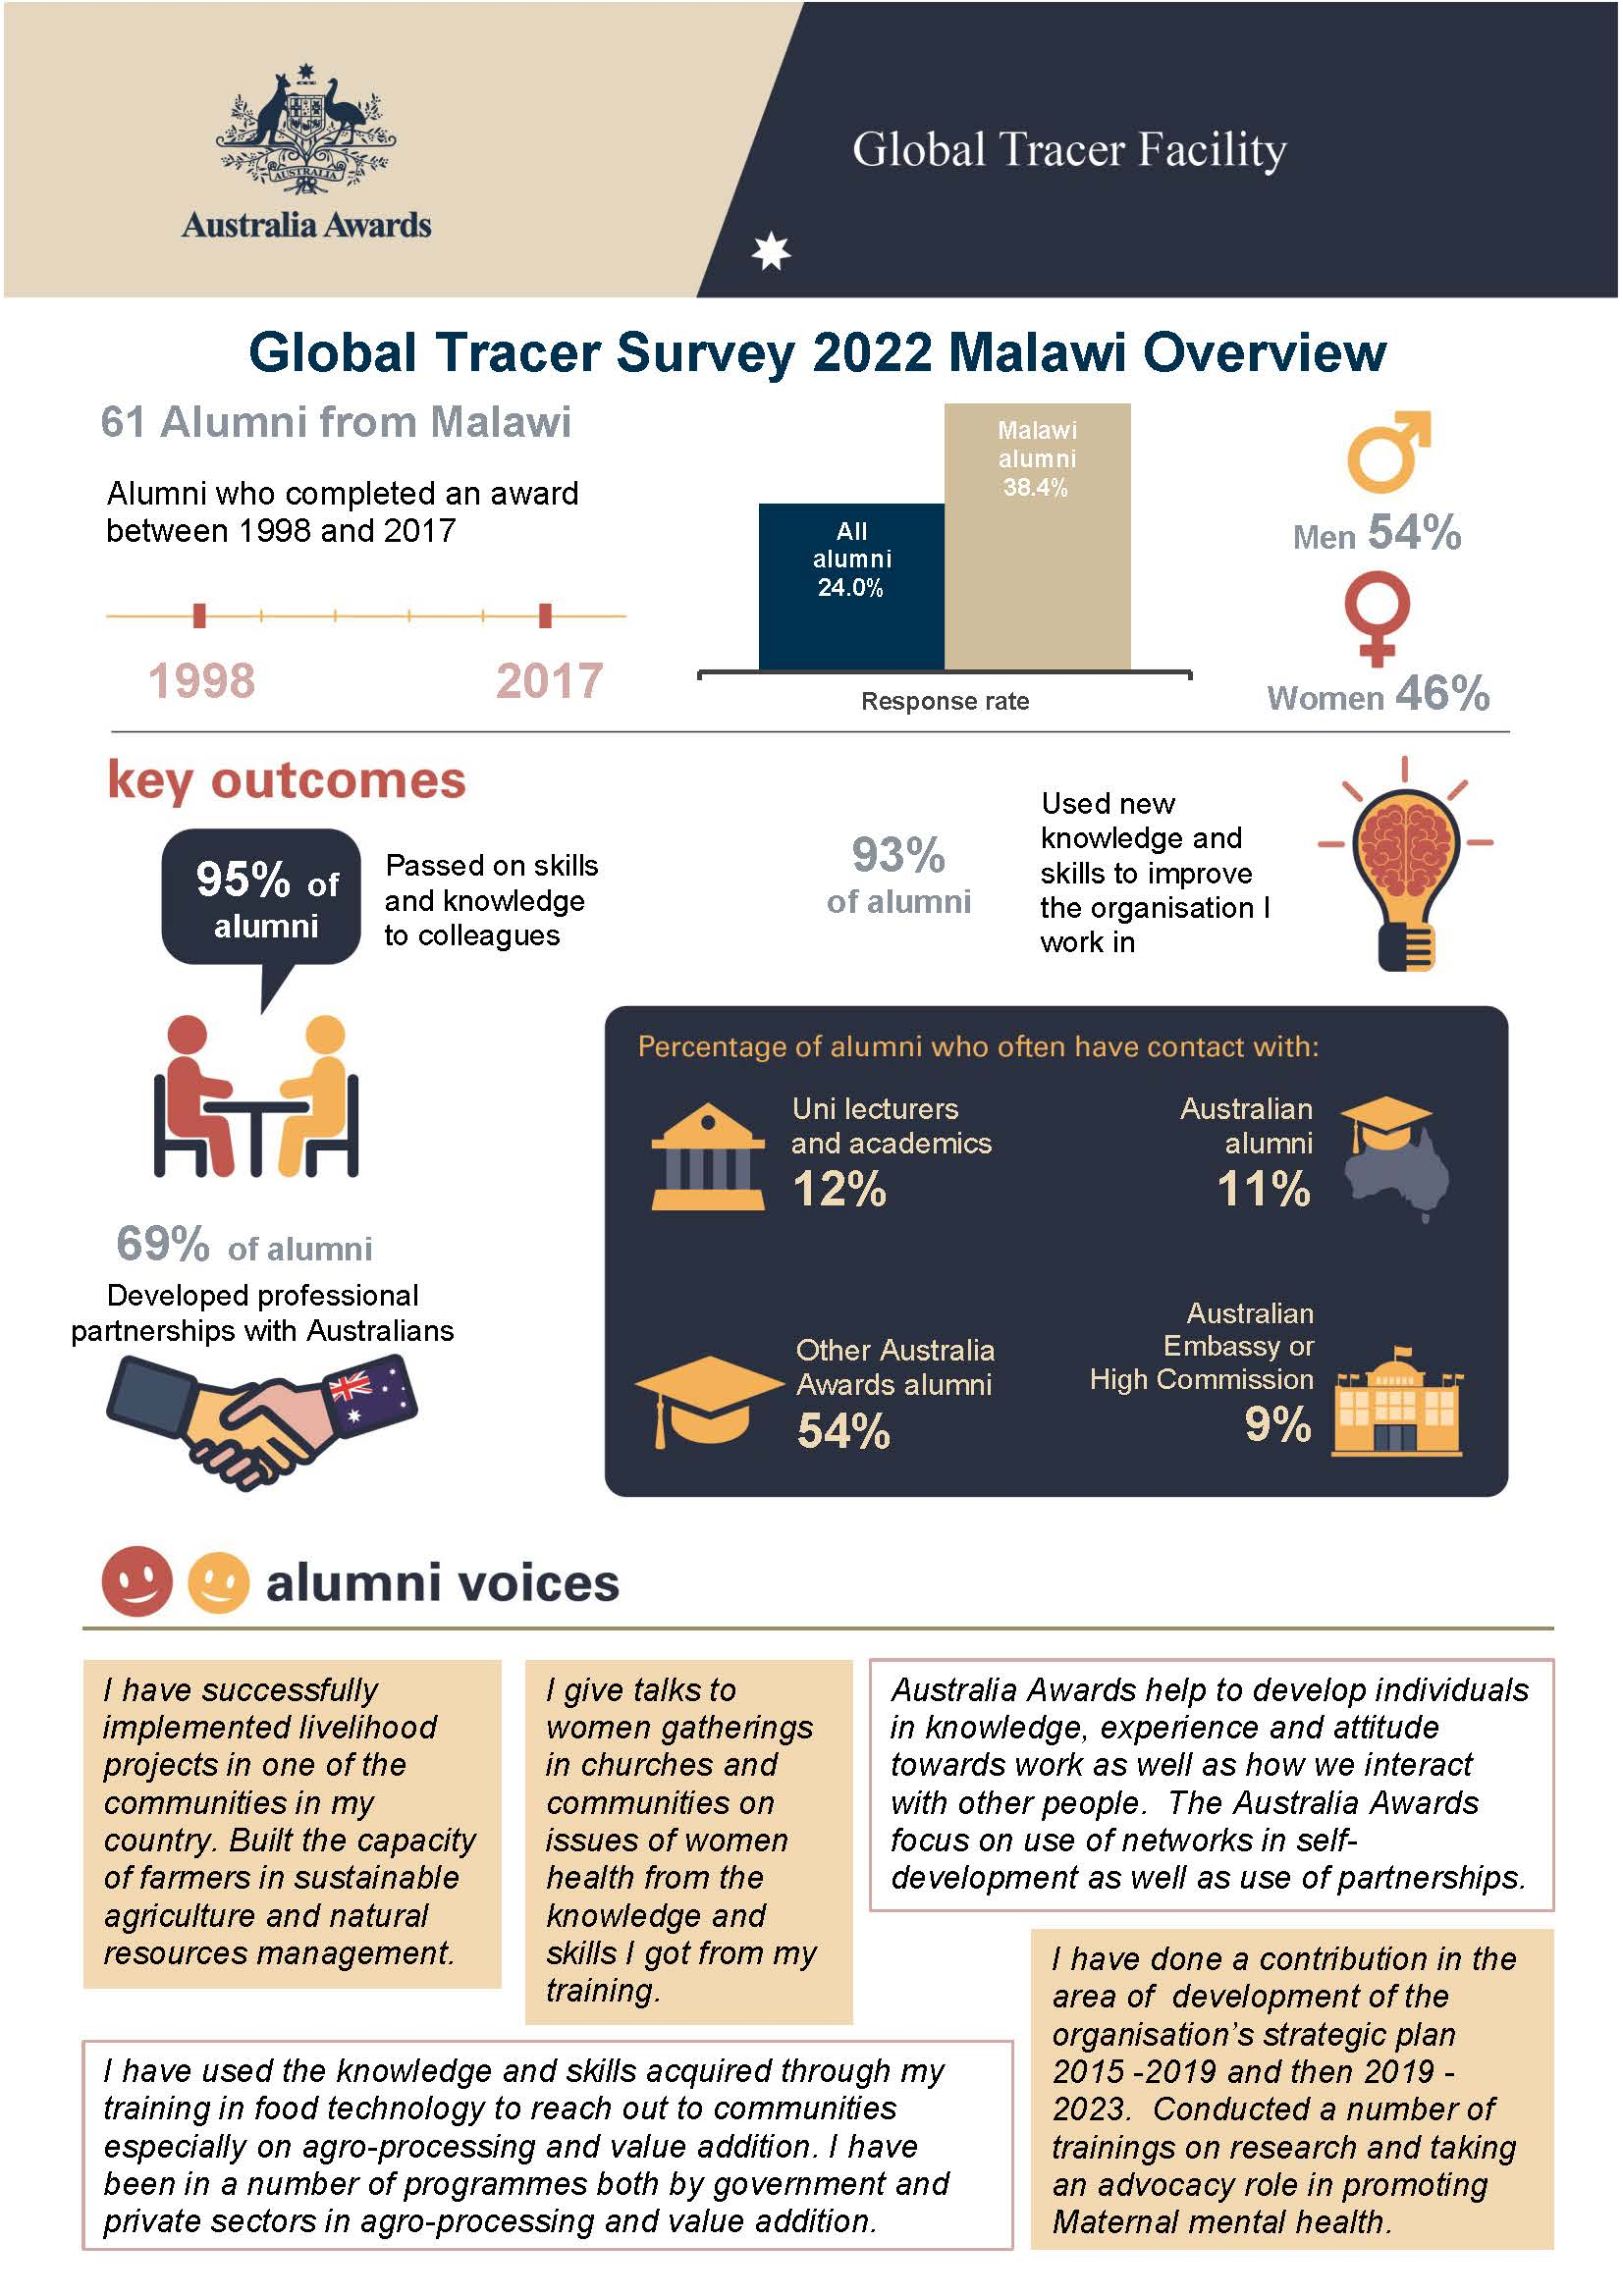 AUSTRALIA
Australia Awards
Global Tracer Facility
Global Tracer Survey 2022 Malawi Overview
61 Alumni from Malawi
Alumni who completed an award
between 1998 and 2017
1998
2017
All
alumni
24.0%
Malawi
alumni
38.4%
Response rate
Men 54%
Women 46%
key outcomes
95% of
alumni
Passed on skills
and knowledge
to colleagues
93%
of alumni
Used new
knowledge and
skills to improve
the organisation I
work in
69% of alumni
Developed professional
partnerships with Australians
Percentage of alumni who often have contact with:
Uni lecturers
and academics
12%
Australian
alumni
11%
Other Australia
Awards alumni
54%
Australian
Embassy or
High Commission
9%
alumni voices
I have successfully
implemented livelihood
projects in one of the
communities in my
country. Built the capacity
of farmers in sustainable
agriculture and natural
resources management.
I give talks to
women gatherings
in churches and
communities on
issues of women
health from the
knowledge and
skills I got from my
training.
Australia Awards help to develop individuals
in knowledge, experience and attitude
towards work as well as how we interact
with other people.  The Australia Awards
focus on use of networks in self-
development as well as use of partnerships.
I have used the knowledge and skills acquired through my
training in food technology to reach out to communities
especially on agro-processing and value addition. I have
been in a number of programmes both by government and
private sectors in agro-processing and value addition.
I have done a contribution in the
area of  development of the
organisation's strategic plan
2015 -2019 and then 2019 -
2023.  Conducted a number of
trainings on research and taking
an advocacy role in promoting
Maternal mental health.